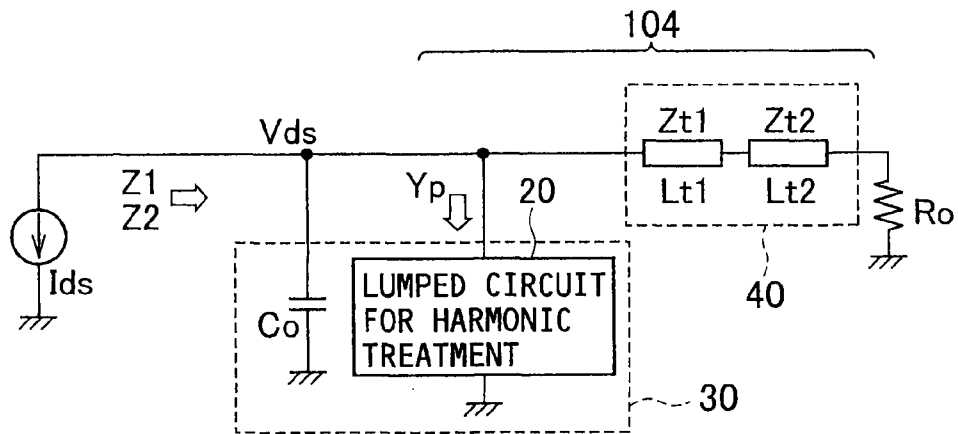 104
Vds
Zt1
Zt2
Z1
Z2
Yp
20
Lt1
Lt2
Ro
Ids
Co
LUMPED CIRCUIT
FOR HARMONIC
TREATMENT
40
30